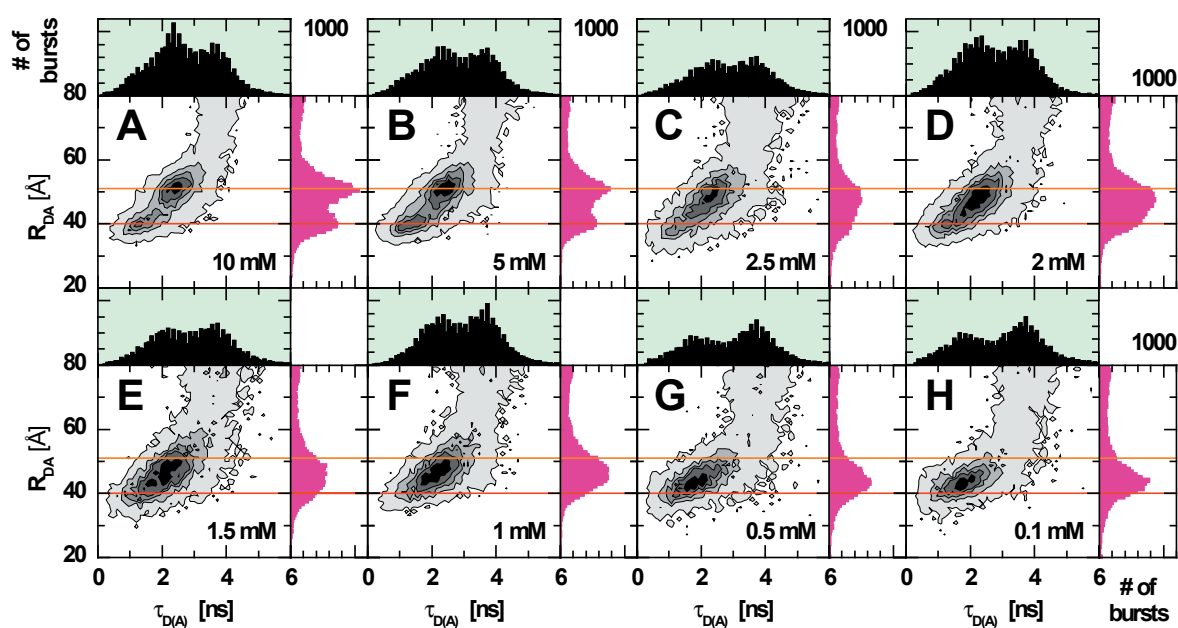 # of bursts
1000
1000
1000
80
60
40
20
R_DA [Å]
A
10 mM
B
5 mM
C
2.5 mM
D
2 mM
80
60
40
20
R_DA [Å]
1000
E
1.5 mM
F
1 mM
G
0.5 mM
H
0.1 mM
0 2 4 6 0 2 4 6 0 2 4 6 0 2 4 6
τ_D(A) [ns]
τ_D(A) [ns]
τ_D(A) [ns]
τ_D(A) [ns]
# of
bursts